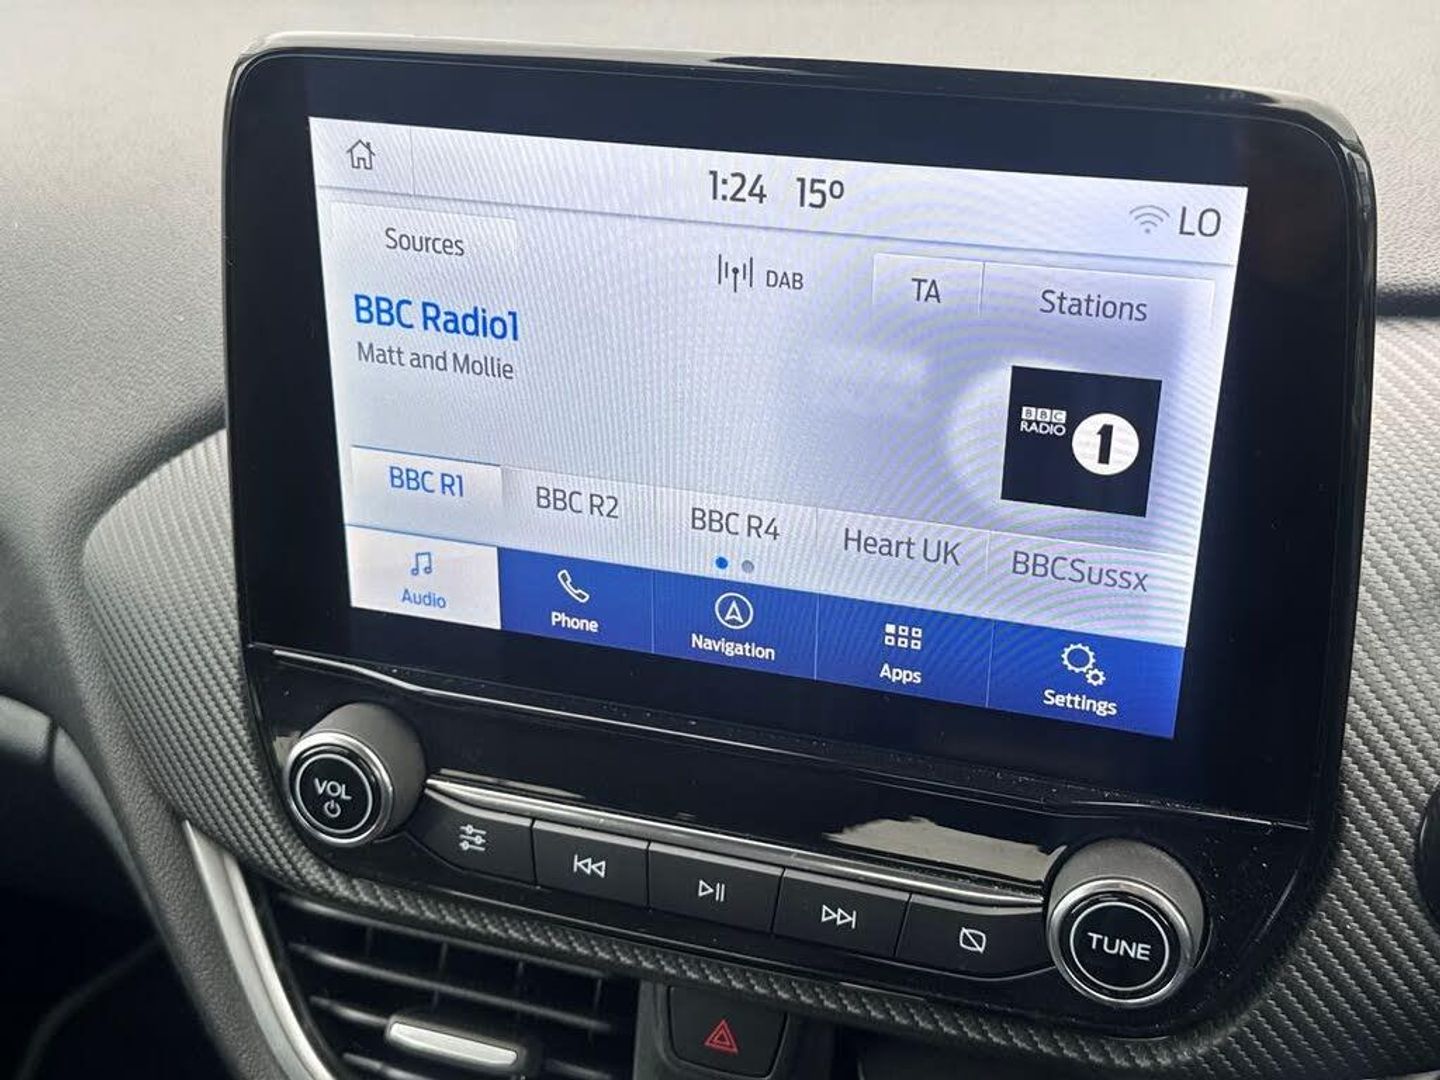 1:24 15º
LO
Sources
DAB
TA
Stations
BBC Radio1
Matt and Mollie
BBC
RADIO
1
BBC R1
BBC R2
BBC R4
Heart UK
BBCSussx
Audio
Phone
Navigation
Apps
Settings
VOL
TUNE